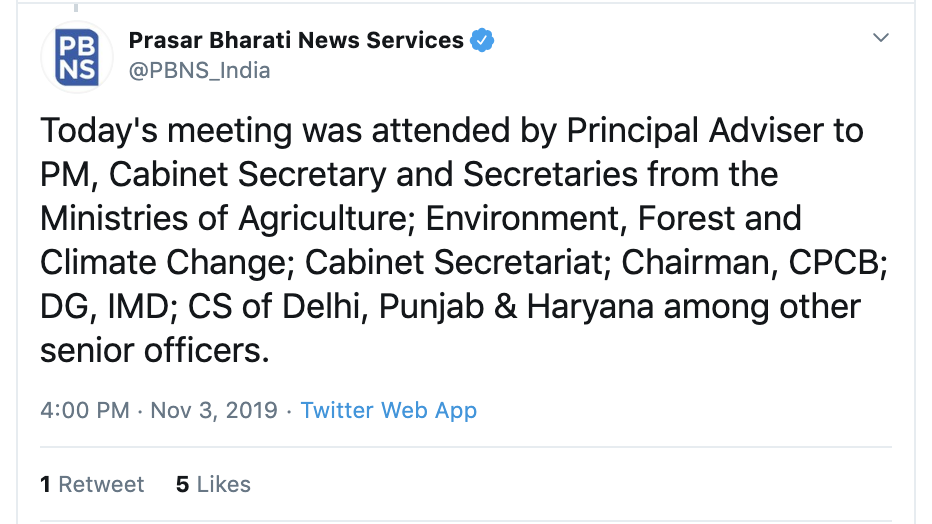 PB
NS
Prasar Bharati News Services
@PBNS_India
Today's meeting was attended by Principal Adviser to
PM, Cabinet Secretary and Secretaries from the
Ministries of Agriculture; Environment, Forest and
Climate Change; Cabinet Secretariat; Chairman, CPCB;
DG, IMD; CS of Delhi, Punjab & Haryana among other
senior officers.
4:00 PM · Nov 3, 2019 · Twitter Web App
1 Retweet 5 Likes